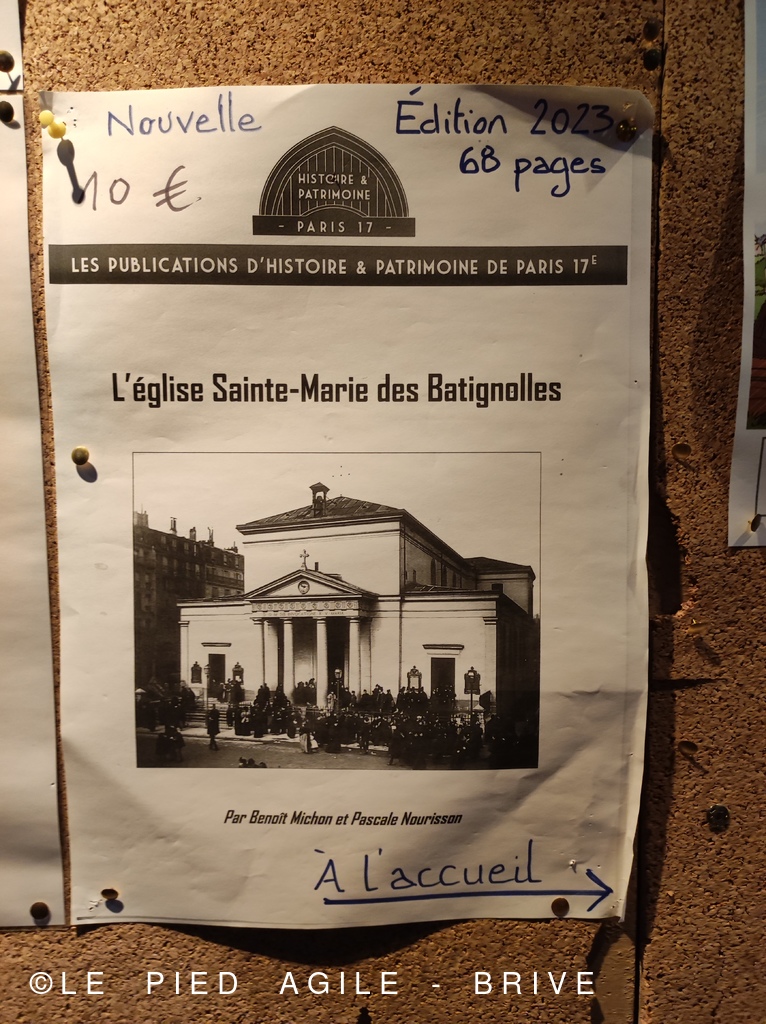 Nouvelle Édition 2023
68 pages
10 €
HISTOIRE &
PATRIMOINE
- PARIS 17 -
LES PUBLICATIONS D'HISTOIRE & PATRIMOINE DE PARIS 17E
L'église Sainte-Marie des Batignolles
Par Benoît Michon et Pascale Nourisson
À l'accueil
©LE PIED AGILE - BRIVE